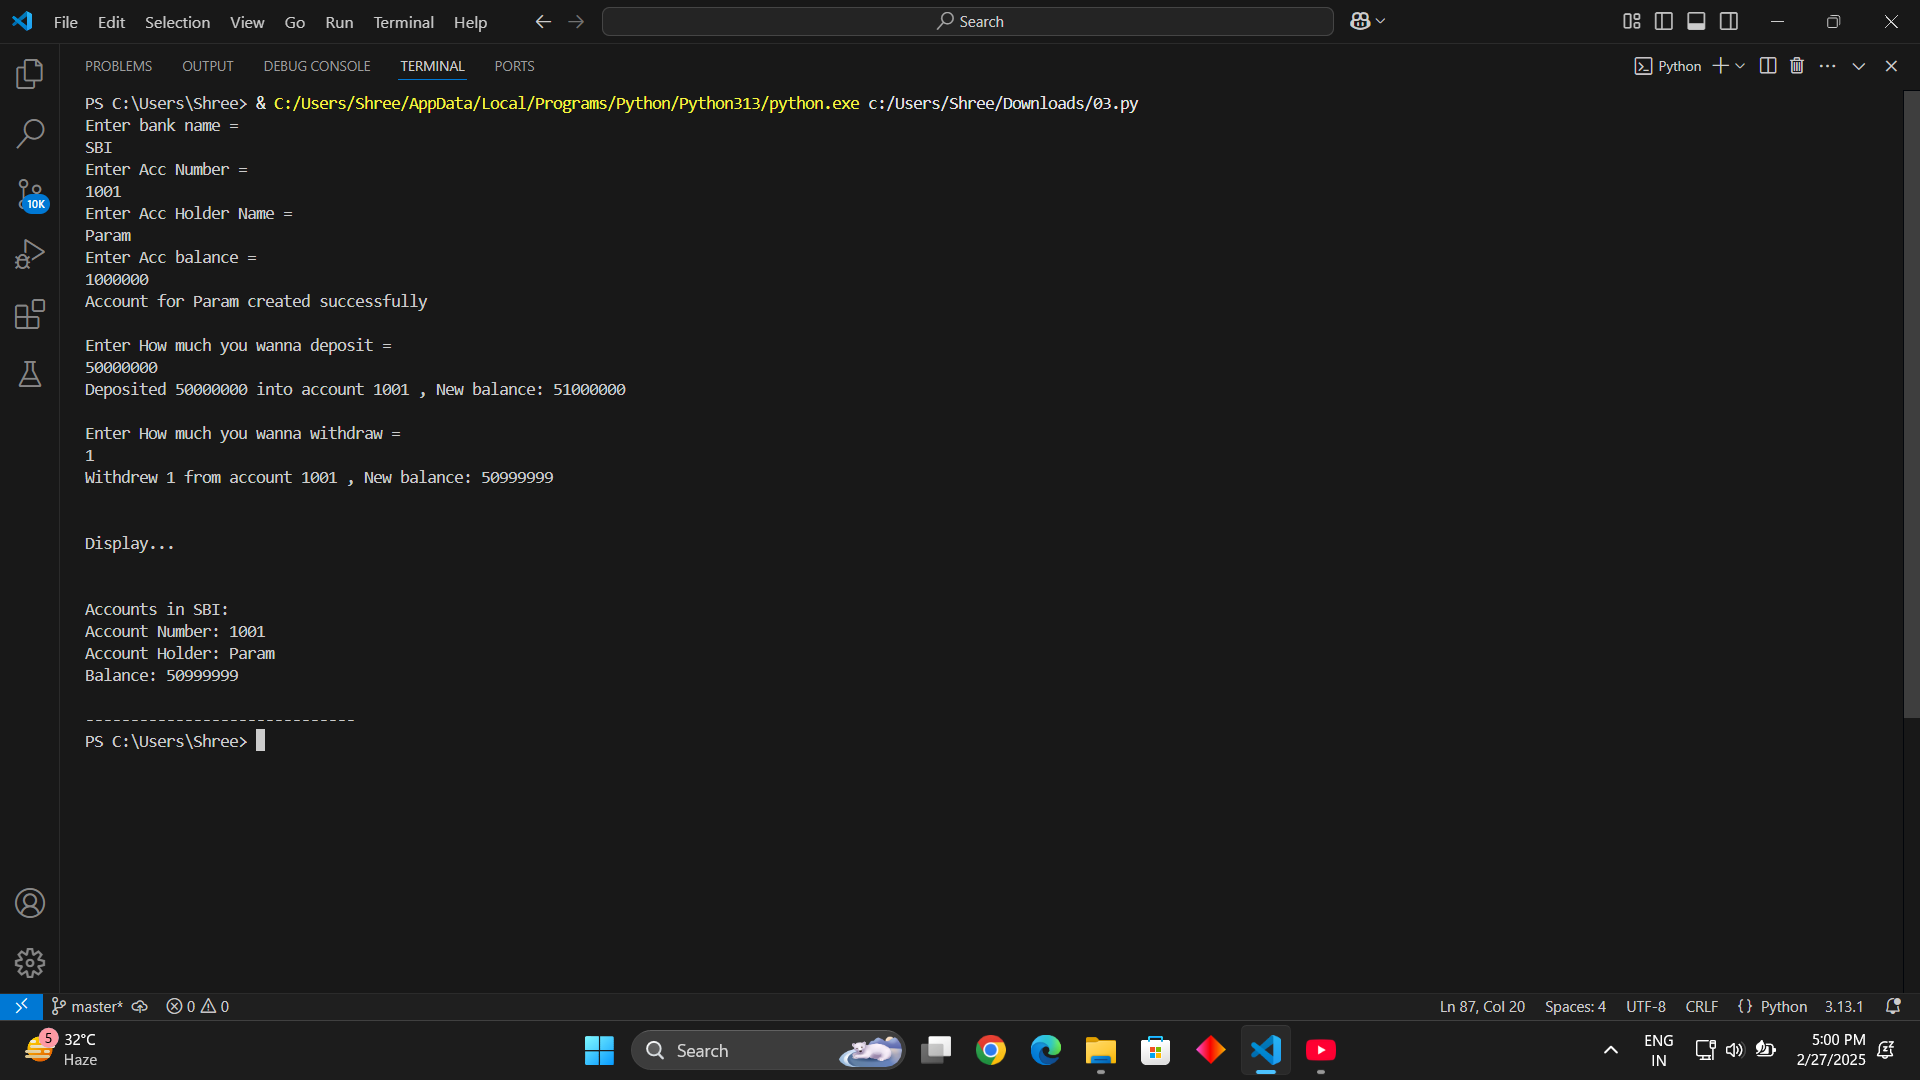 File Edit Selection View Go Run Terminal Help
Search
PROBLEMS OUTPUT DEBUG CONSOLE TERMINAL PORTS
Python
PS C:\Users\Shree> & C:/Users/Shree/AppData/Local/Programs/Python/Python313/python.exe c:/Users/Shree/Downloads/03.py
Enter bank name =
SBI
Enter Acc Number =
1001
Enter Acc Holder Name =
Param
Enter Acc balance =
1000000
Account for Param created successfully
Enter How much you wanna deposit =
50000000
Deposited 50000000 into account 1001 , New balance: 51000000
Enter How much you wanna withdraw =
1
Withdrew 1 from account 1001 , New balance: 50999999
Display...
Accounts in SBI:
Account Number: 1001
Account Holder: Param
Balance: 50999999
------------------------------
PS C:\Users\Shree>
10K
master* 0 0
Ln 87, Col 20 Spaces: 4 UTF-8 CRLF {} Python 3.13.1
5
32°C
Haze
Search
ENG
IN
5:00 PM
2/27/2025